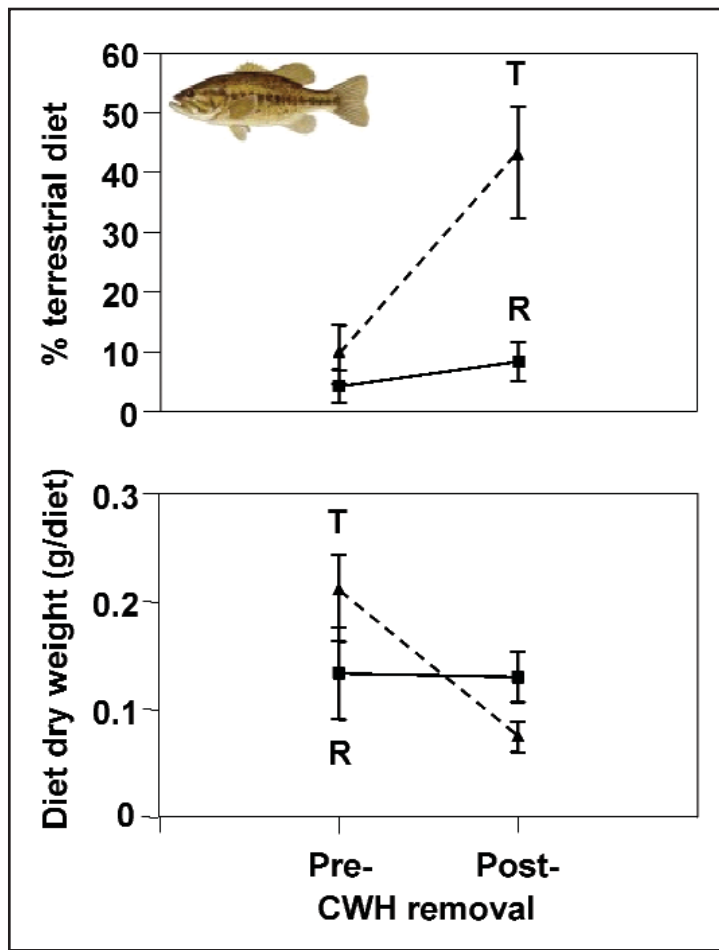 % terrestrial diet
60
50
40
30
20
10
0
T
R
Diet dry weight (g/diet)
0.3
0.2
0.1
0
T
R
Pre-
Post-
CWH removal